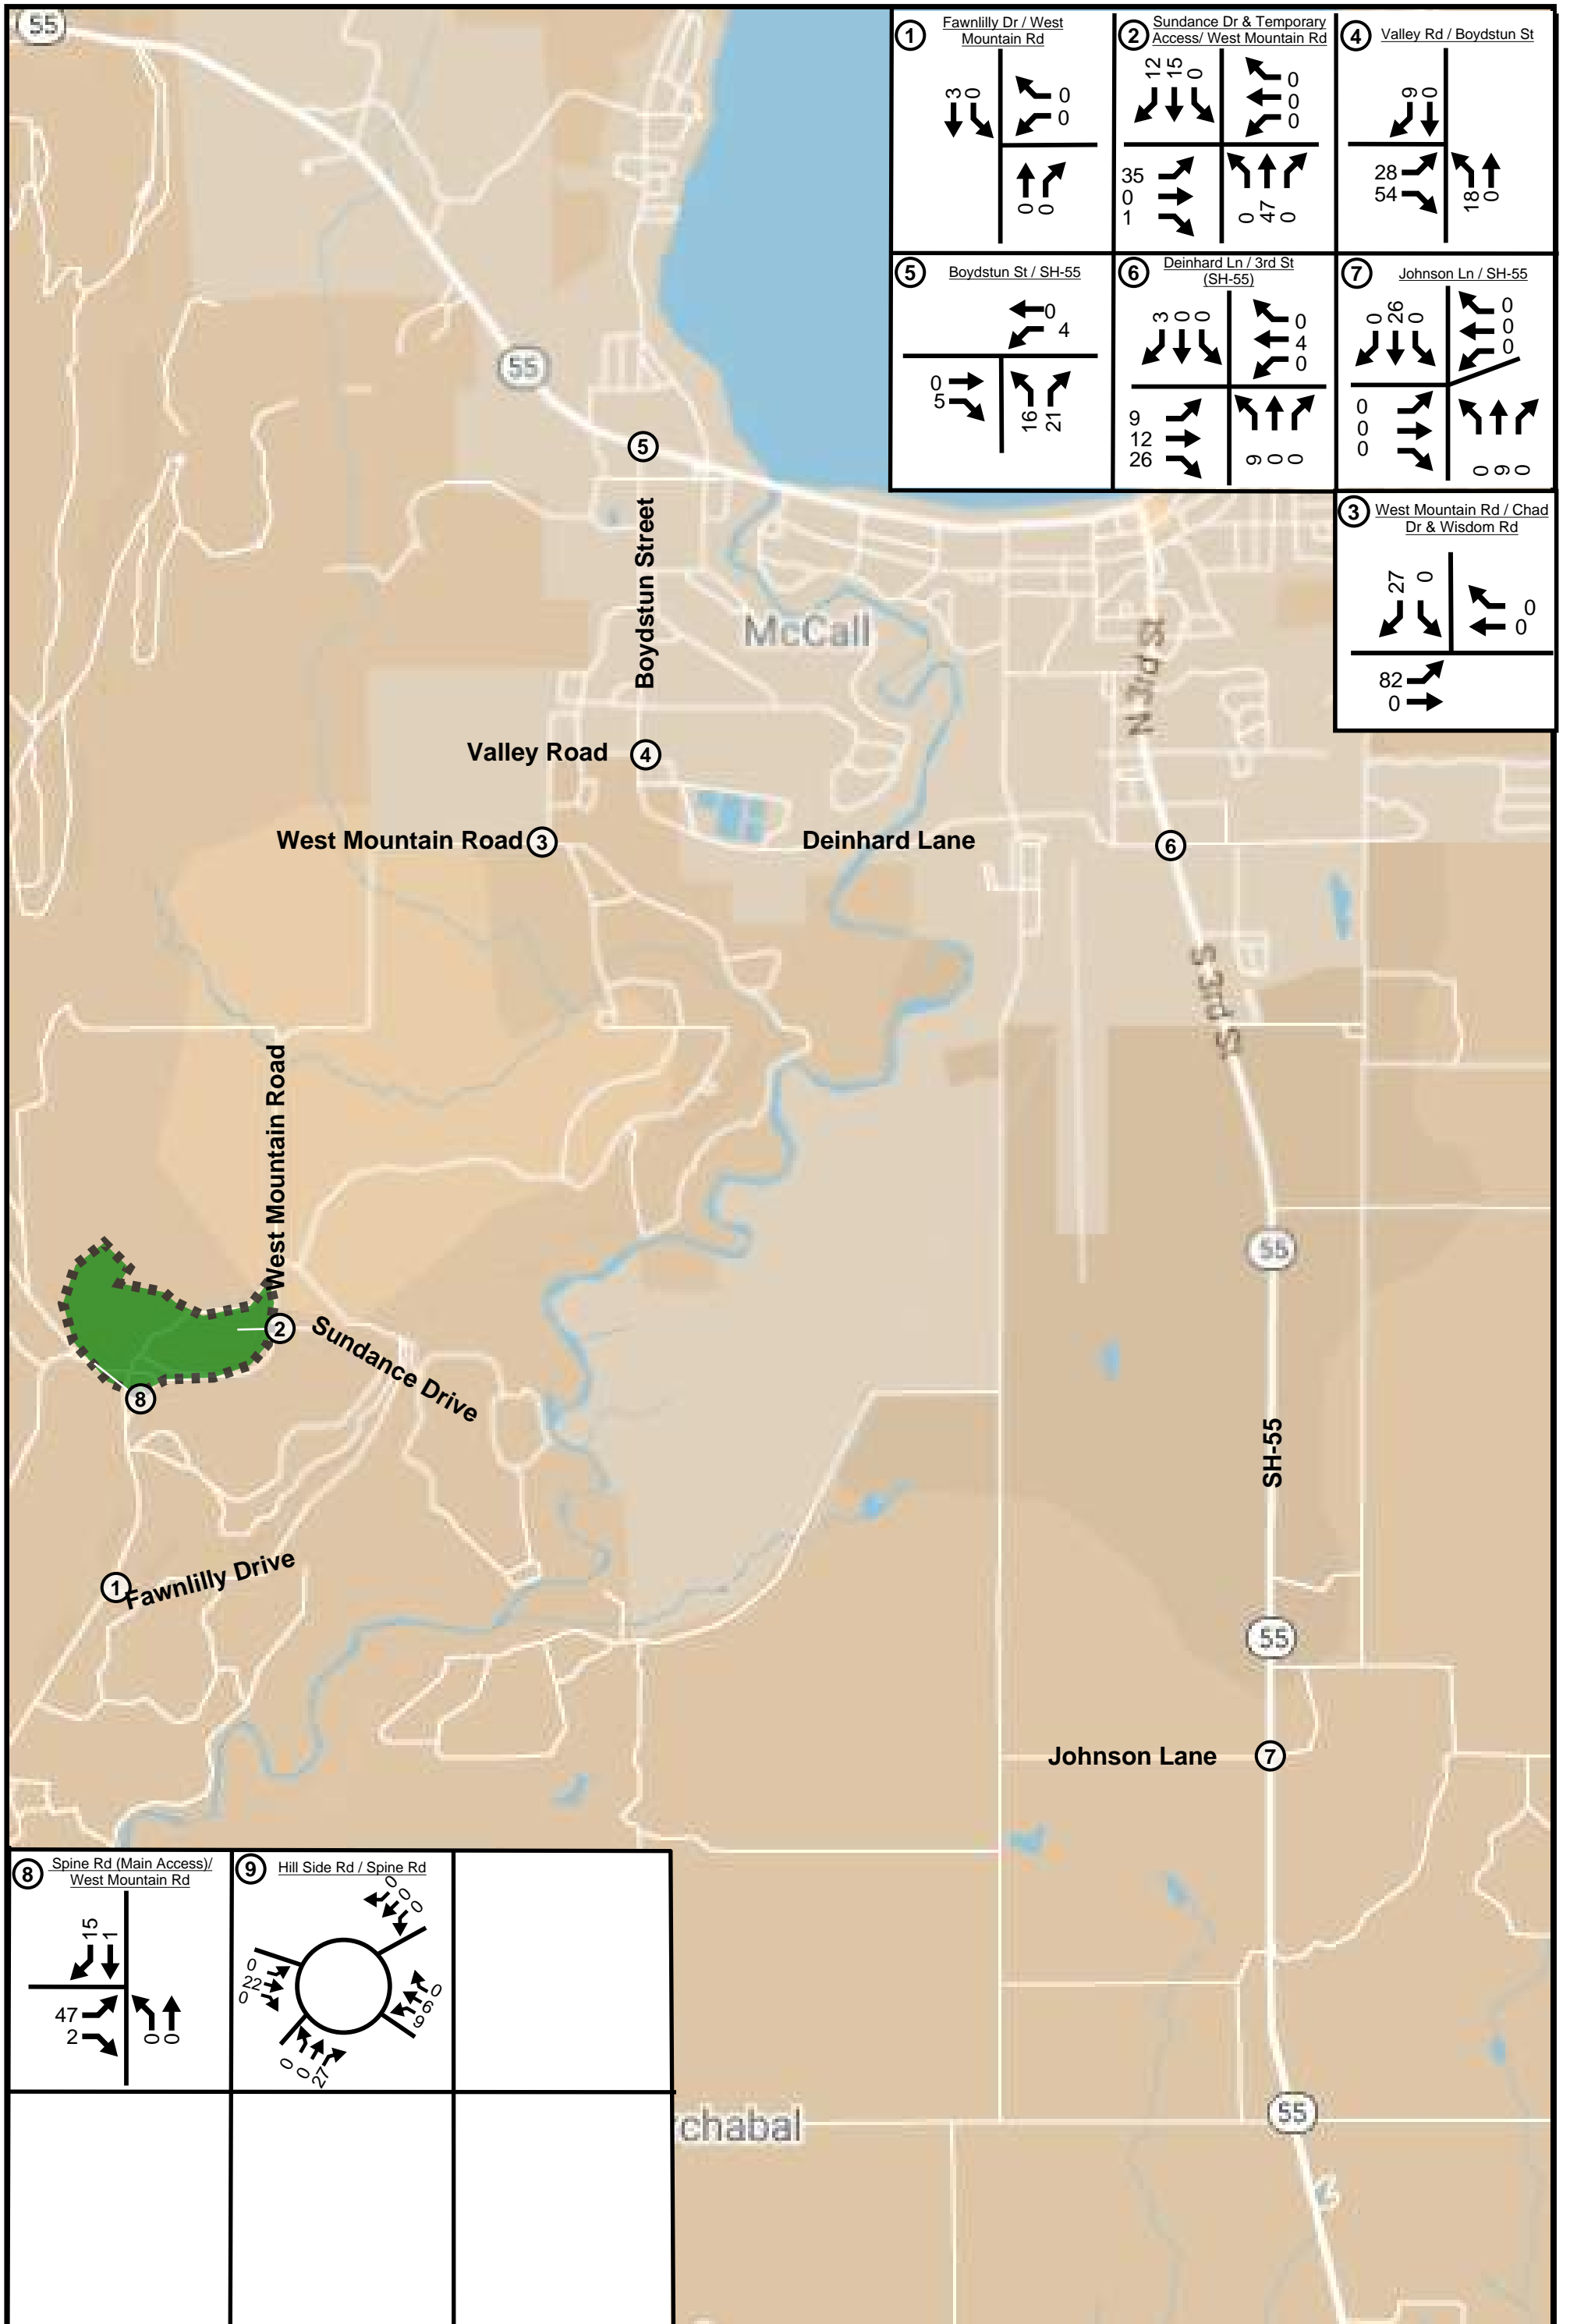 55
1
Fawnlilly Dr / West
Mountain Rd
3 0
0
0
0 0
2
Sundance Dr & Temporary
Access/ West Mountain Rd
12 15 0
0
0
0
35
0
1
0 47 0
4
Valley Rd / Boydstun St
9 0
28
54
18 0
5
Boydstun St / SH-55
0
4
0
5
16 21
6
Deinhard Ln / 3rd St
(SH-55)
3 0 0
0
4
0
9
12
26
9 0 0
7
Johnson Ln / SH-55
0 26 0
0
0
0
0
0
0
0 9 0
3
West Mountain Rd / Chad
Dr & Wisdom Rd
27 0
0
0
82
0
55
5
Boydstun Street
McCall
N 3rd St
Valley Road
4
West Mountain Road
3
Deinhard Lane
6
S 3rd St
West Mountain Road
55
2
Sundance Drive
8
SH-55
1
Fawnlilly Drive
55
Johnson Lane
7
8
Spine Rd (Main Access)/
West Mountain Rd
15 1
47
2
0 0
9
Hill Side Rd / Spine Rd
0 0 0
0
22
0
0
6
9
0 0 27
chabal
55